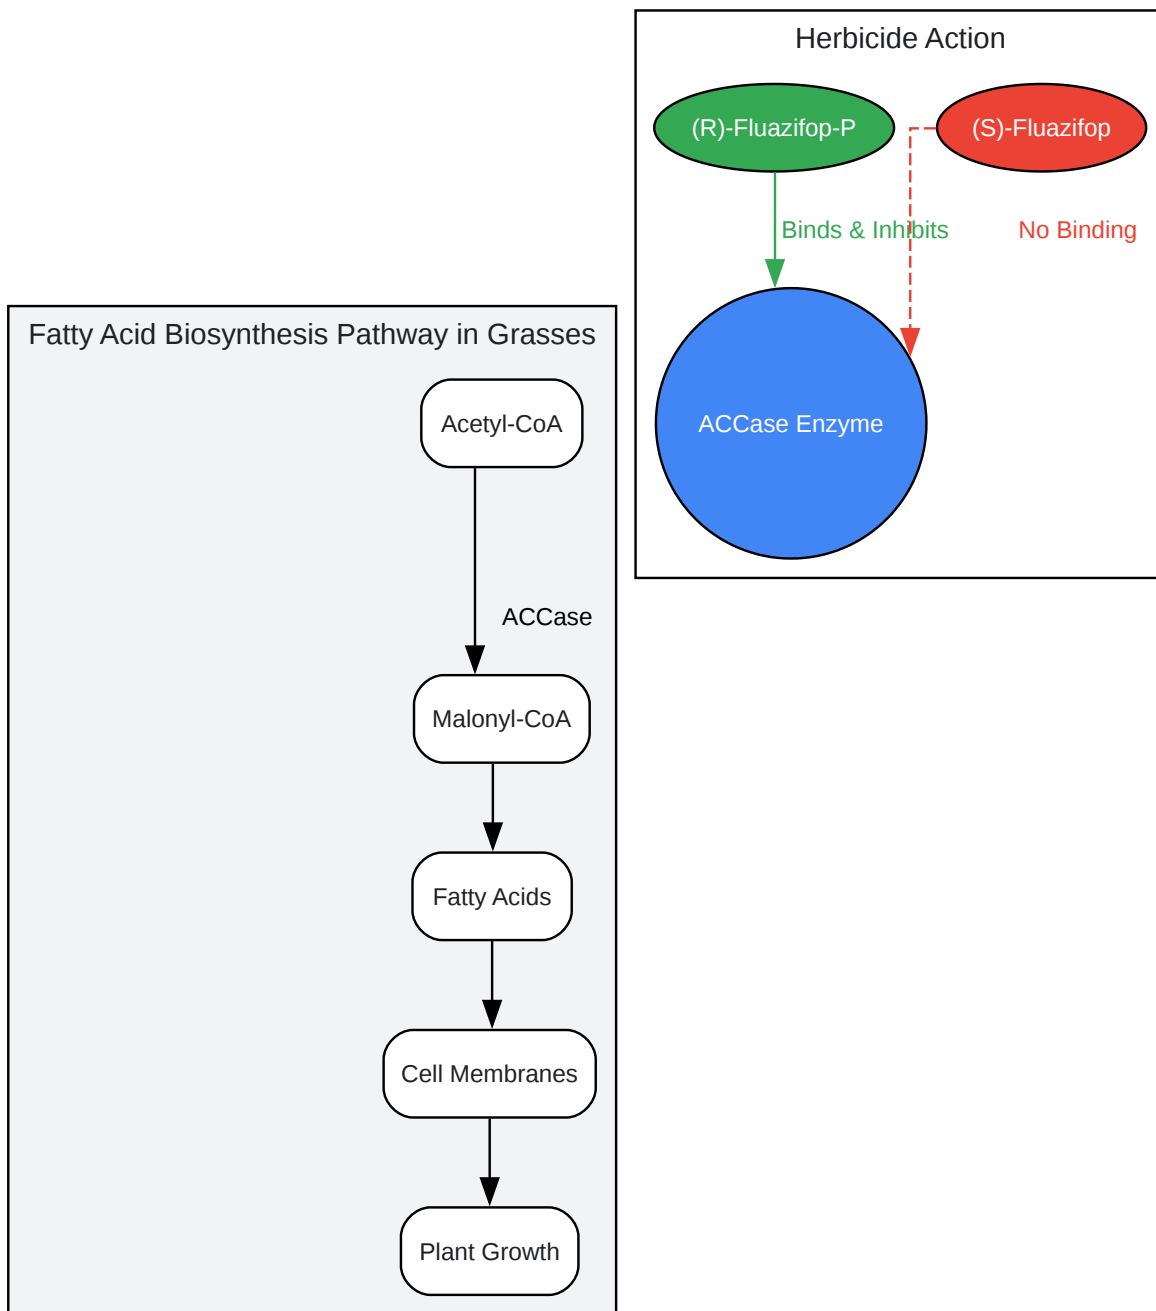 Herbicide Action
(R)-Fluazifop-P
(S)-Fluazifop
Binds & Inhibits
No Binding
ACCase Enzyme
Fatty Acid Biosynthesis Pathway in Grasses
Acetyl-CoA
ACCase
Malonyl-CoA
Fatty Acids
Cell Membranes
Plant Growth